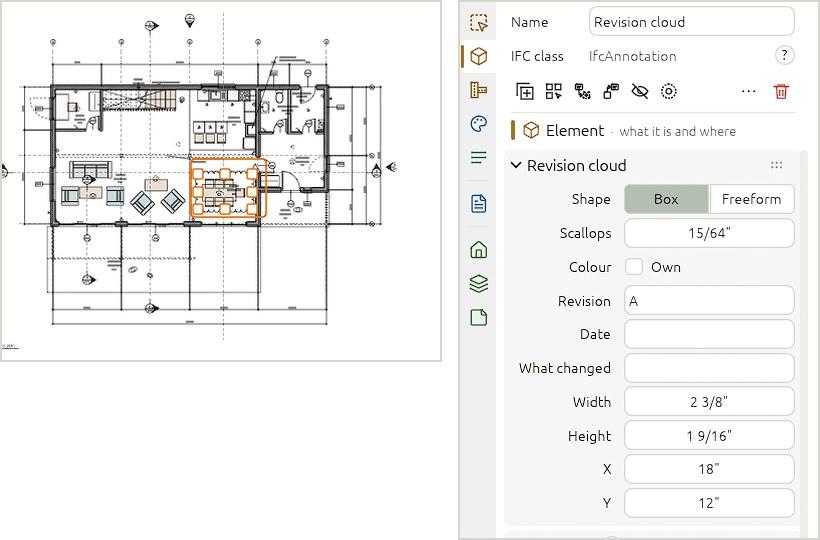 Name
Revision cloud
IFC class
IfcAnnotation
?
Element · what it is and where
Revision cloud
Shape
Box
Freeform
Scallops
15/64"
Colour
Own
Revision
A
Date
What changed
Width
2 3/8"
Height
1 9/16"
X
18"
Y
12"